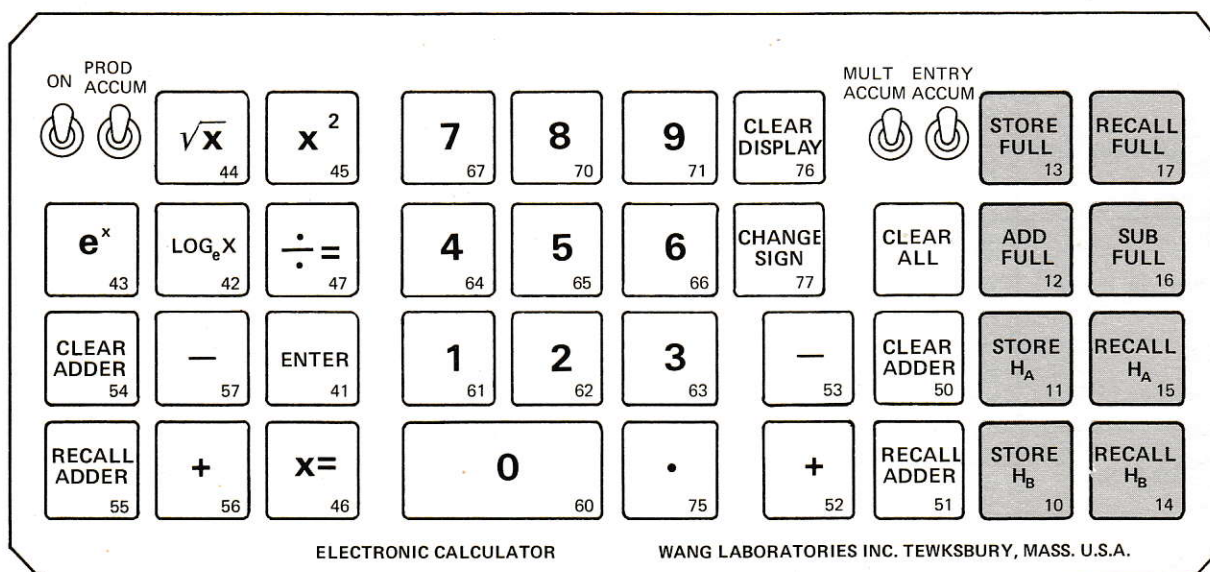 ON PROD ACCUM MULT ACCUM ENTRY ACCUM
√x 44 x² 45 7 67 8 70 9 71 CLEAR DISPLAY 76 STORE FULL 13 RECALL FULL 17
eˣ 43 LOGₑX 42 ÷= 47 4 64 5 65 6 66 CHANGE SIGN 77 CLEAR ALL ADD FULL 12 SUB FULL 16
CLEAR ADDER 54 − 57 ENTER 41 1 61 2 62 3 63 − 53 CLEAR ADDER 50 STORE H_A 11 RECALL H_A 15
RECALL ADDER 55 + 56 x= 46 0 60 . 75 + 52 RECALL ADDER 51 STORE H_B 10 RECALL H_B 14
ELECTRONIC CALCULATOR WANG LABORATORIES INC. TEWKSBURY, MASS. U.S.A.